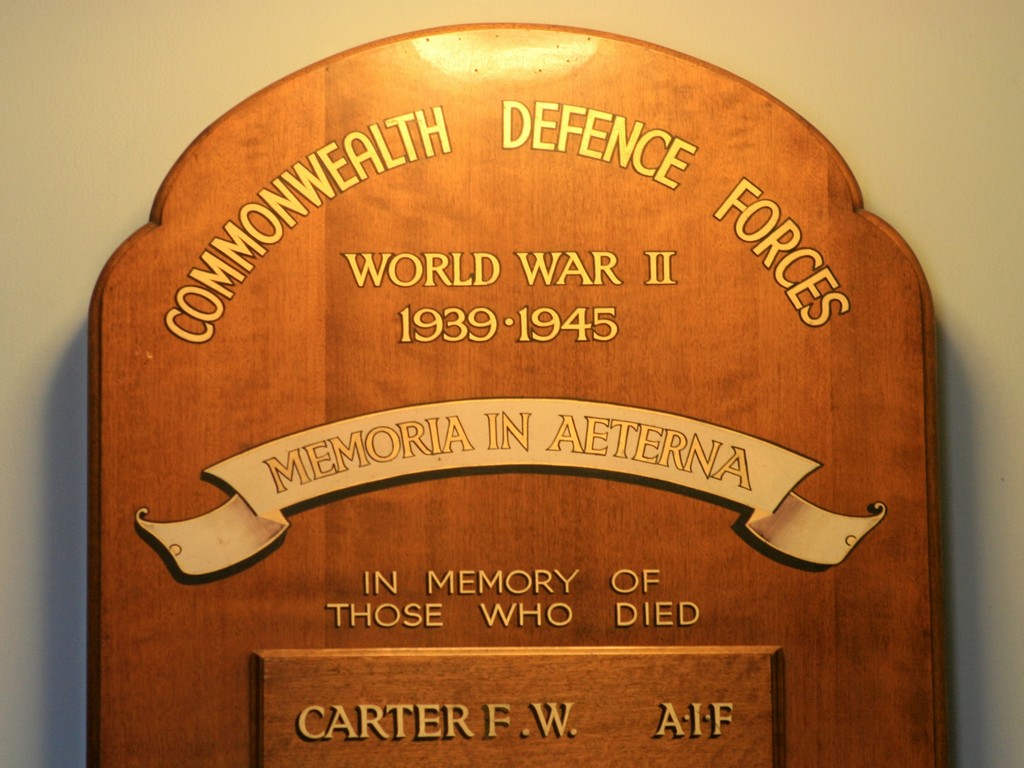 COMMONWEALTH DEFENCE FORCES
WORLD WAR II
1939·1945
MEMORIA IN AETERNA
IN MEMORY OF
THOSE WHO DIED
CARTER F.W. A·I·F